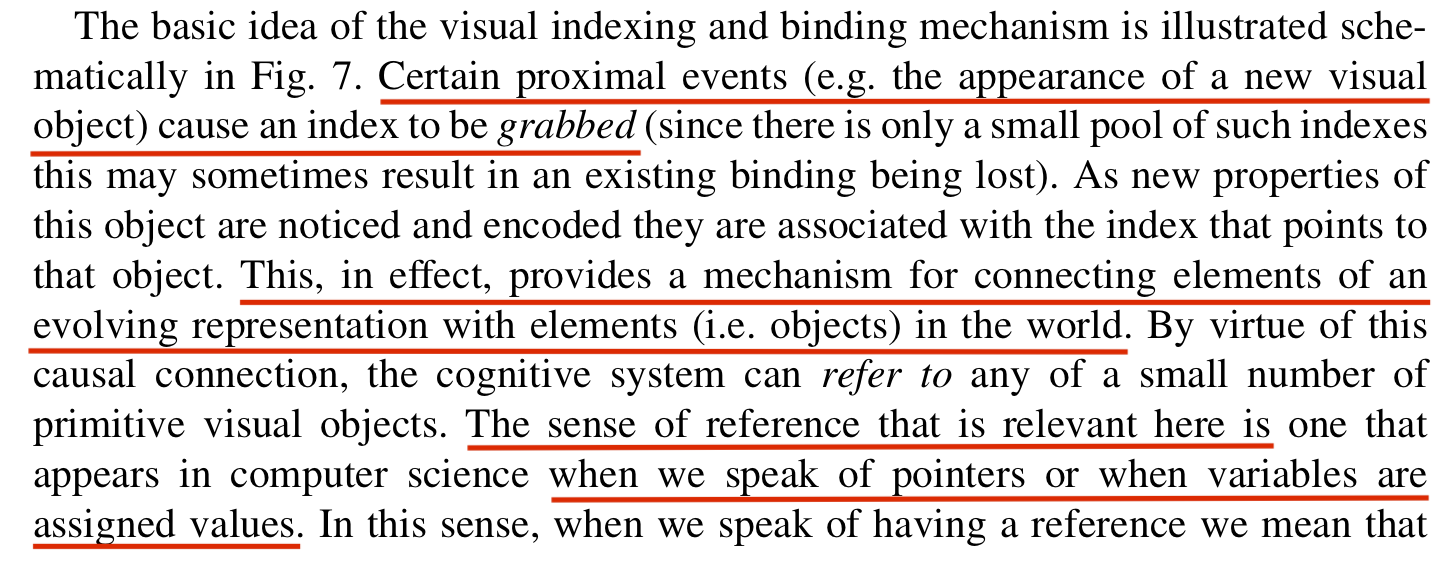 The basic idea of the visual indexing and binding mechanism is illustrated sche-
matically in Fig. 7. Certain proximal events (e.g. the appearance of a new visual
object) cause an index to be grabbed (since there is only a small pool of such indexes
this may sometimes result in an existing binding being lost). As new properties of
this object are noticed and encoded they are associated with the index that points to
that object. This, in effect, provides a mechanism for connecting elements of an
evolving representation with elements (i.e. objects) in the world. By virtue of this
causal connection, the cognitive system can refer to any of a small number of
primitive visual objects. The sense of reference that is relevant here is one that
appears in computer science when we speak of pointers or when variables are
assigned values. In this sense, when we speak of having a reference we mean that